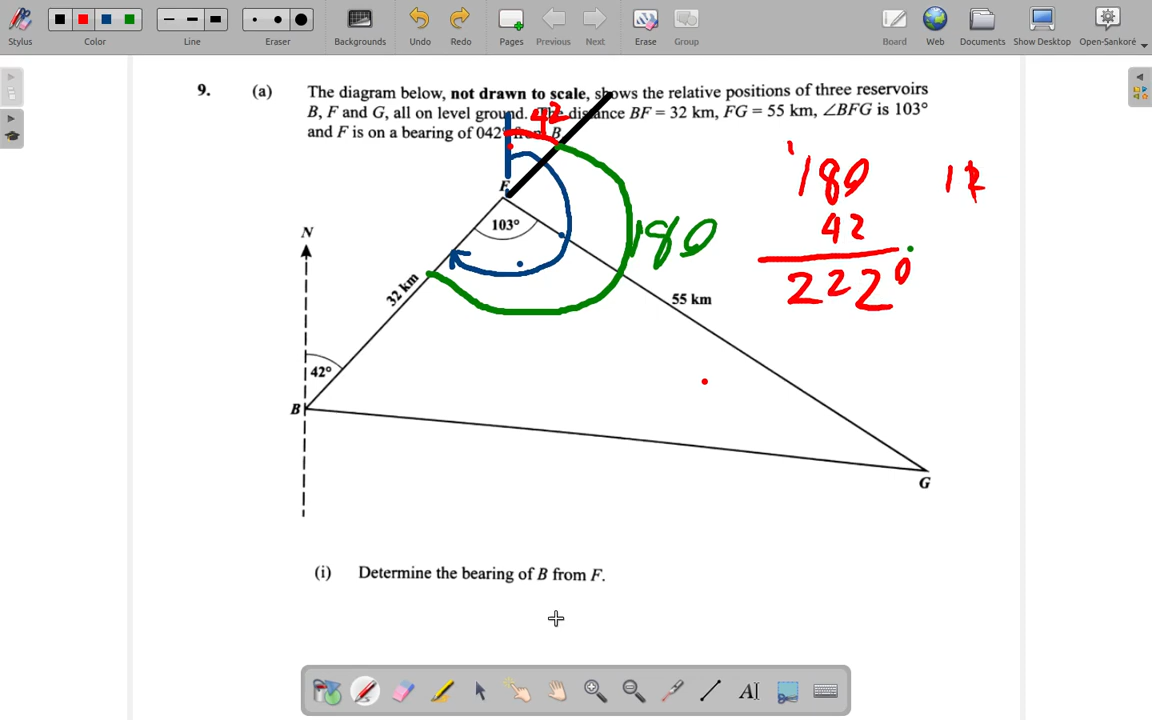 Stylus
Color
Line
Eraser
Backgrounds
Undo
Redo
Pages
Previous
Next
Erase
Group
Board
Web
Documents
Show Desktop
Open-Sankoré
9. (a) The diagram below, not drawn to scale, shows the relative positions of three reservoirs
B, F and G, all on level ground. The distance BF = 32 km, FG = 55 km, ∠BFG is 103°
and F is on a bearing of 042° from B.
42
1
180
42
222°
F
103°
180
N
32 km
55 km
42°
B
G
(i) Determine the bearing of B from F.
AI